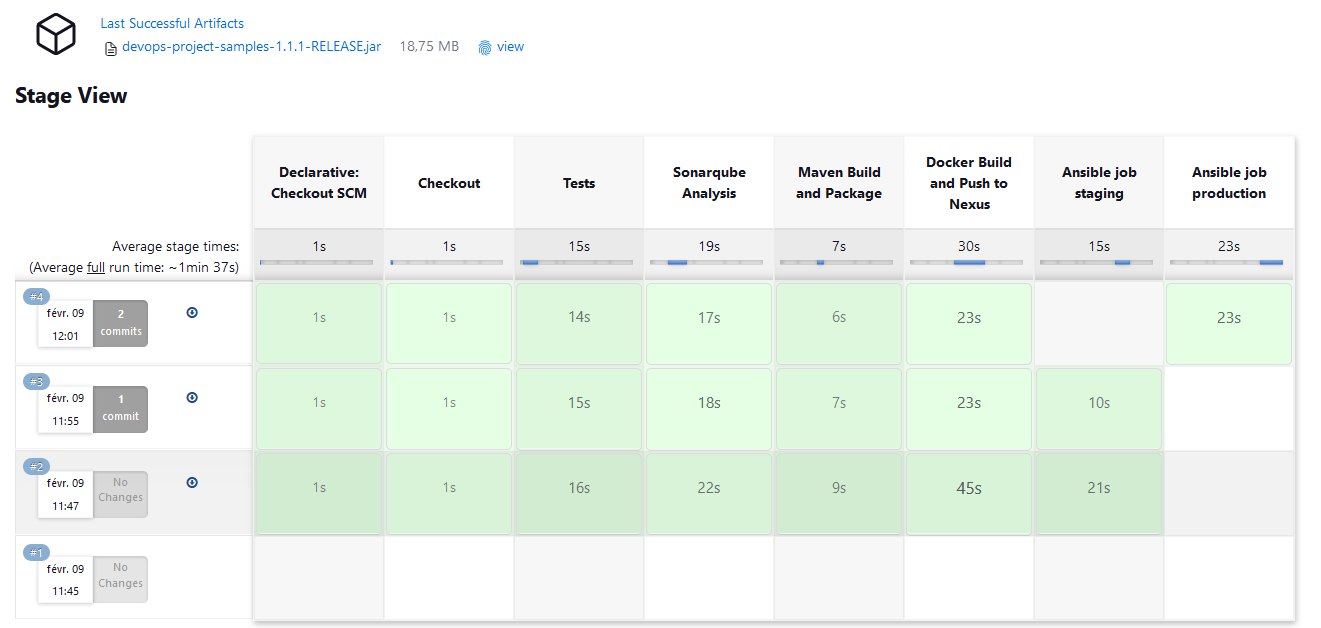 Last Successful Artifacts
devops-project-samples-1.1.1-RELEASE.jar 18,75 MB view
Stage View
Declarative: Checkout SCM
Checkout
Tests
Sonarqube Analysis
Maven Build and Package
Docker Build and Push to Nexus
Ansible job staging
Ansible job production
Average stage times: 1s 1s 15s 19s 7s 30s 15s 23s
(Average full run time: ~1min 37s)
#4
févr. 09 2
12:01 commits
1s 1s 14s 17s 6s 23s 23s
#3
févr. 09 1
11:55 commit
1s 1s 15s 18s 7s 23s 10s
#2
févr. 09 No
11:47 Changes
1s 1s 16s 22s 9s 45s 21s
#1
févr. 09 No
11:45 Changes